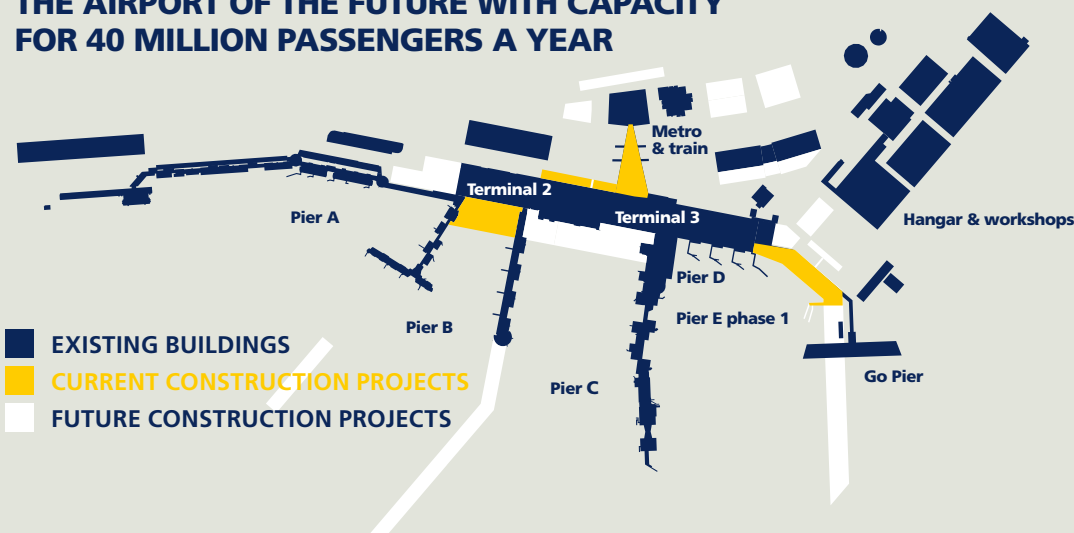 THE AIRPORT OF THE FUTURE WITH CAPACITY
FOR 40 MILLION PASSENGERS A YEAR
Metro
& train
Terminal 2
Pier A
Terminal 3
Hangar & workshops
Pier D
Pier E phase 1
Pier B
EXISTING BUILDINGS
CURRENT CONSTRUCTION PROJECTS
FUTURE CONSTRUCTION PROJECTS
Pier C
Go Pier